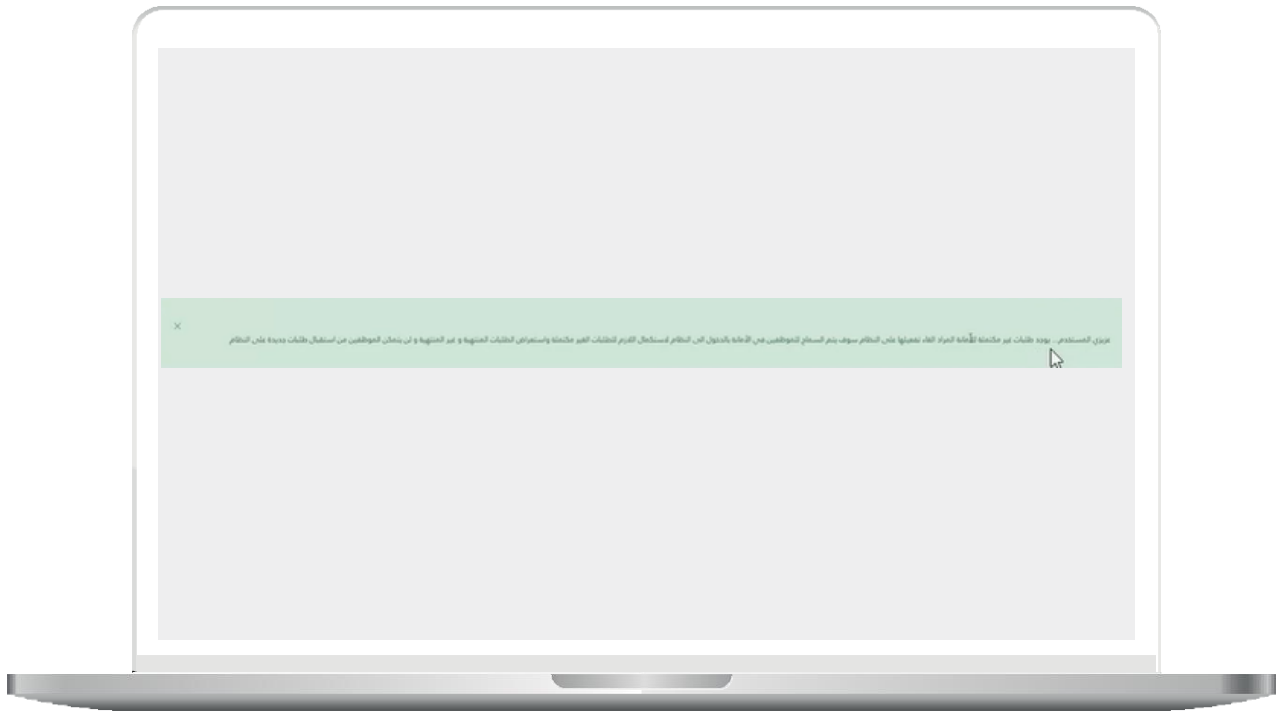 عزيزي المستخدم .. يوجد طلبات غير مكتملة للأمانة المراد الغاء تفعيلها على النظام سوف يتم السماح للموظفين في الأمانة بالدخول الى النظام لاستكمال اللازم للطلبات الغير مكتملة واستعراض الطلبات المنتهية و غير المنتهية و لن يتمكن الموظفين من استقبال طلبات جديدة على النظام